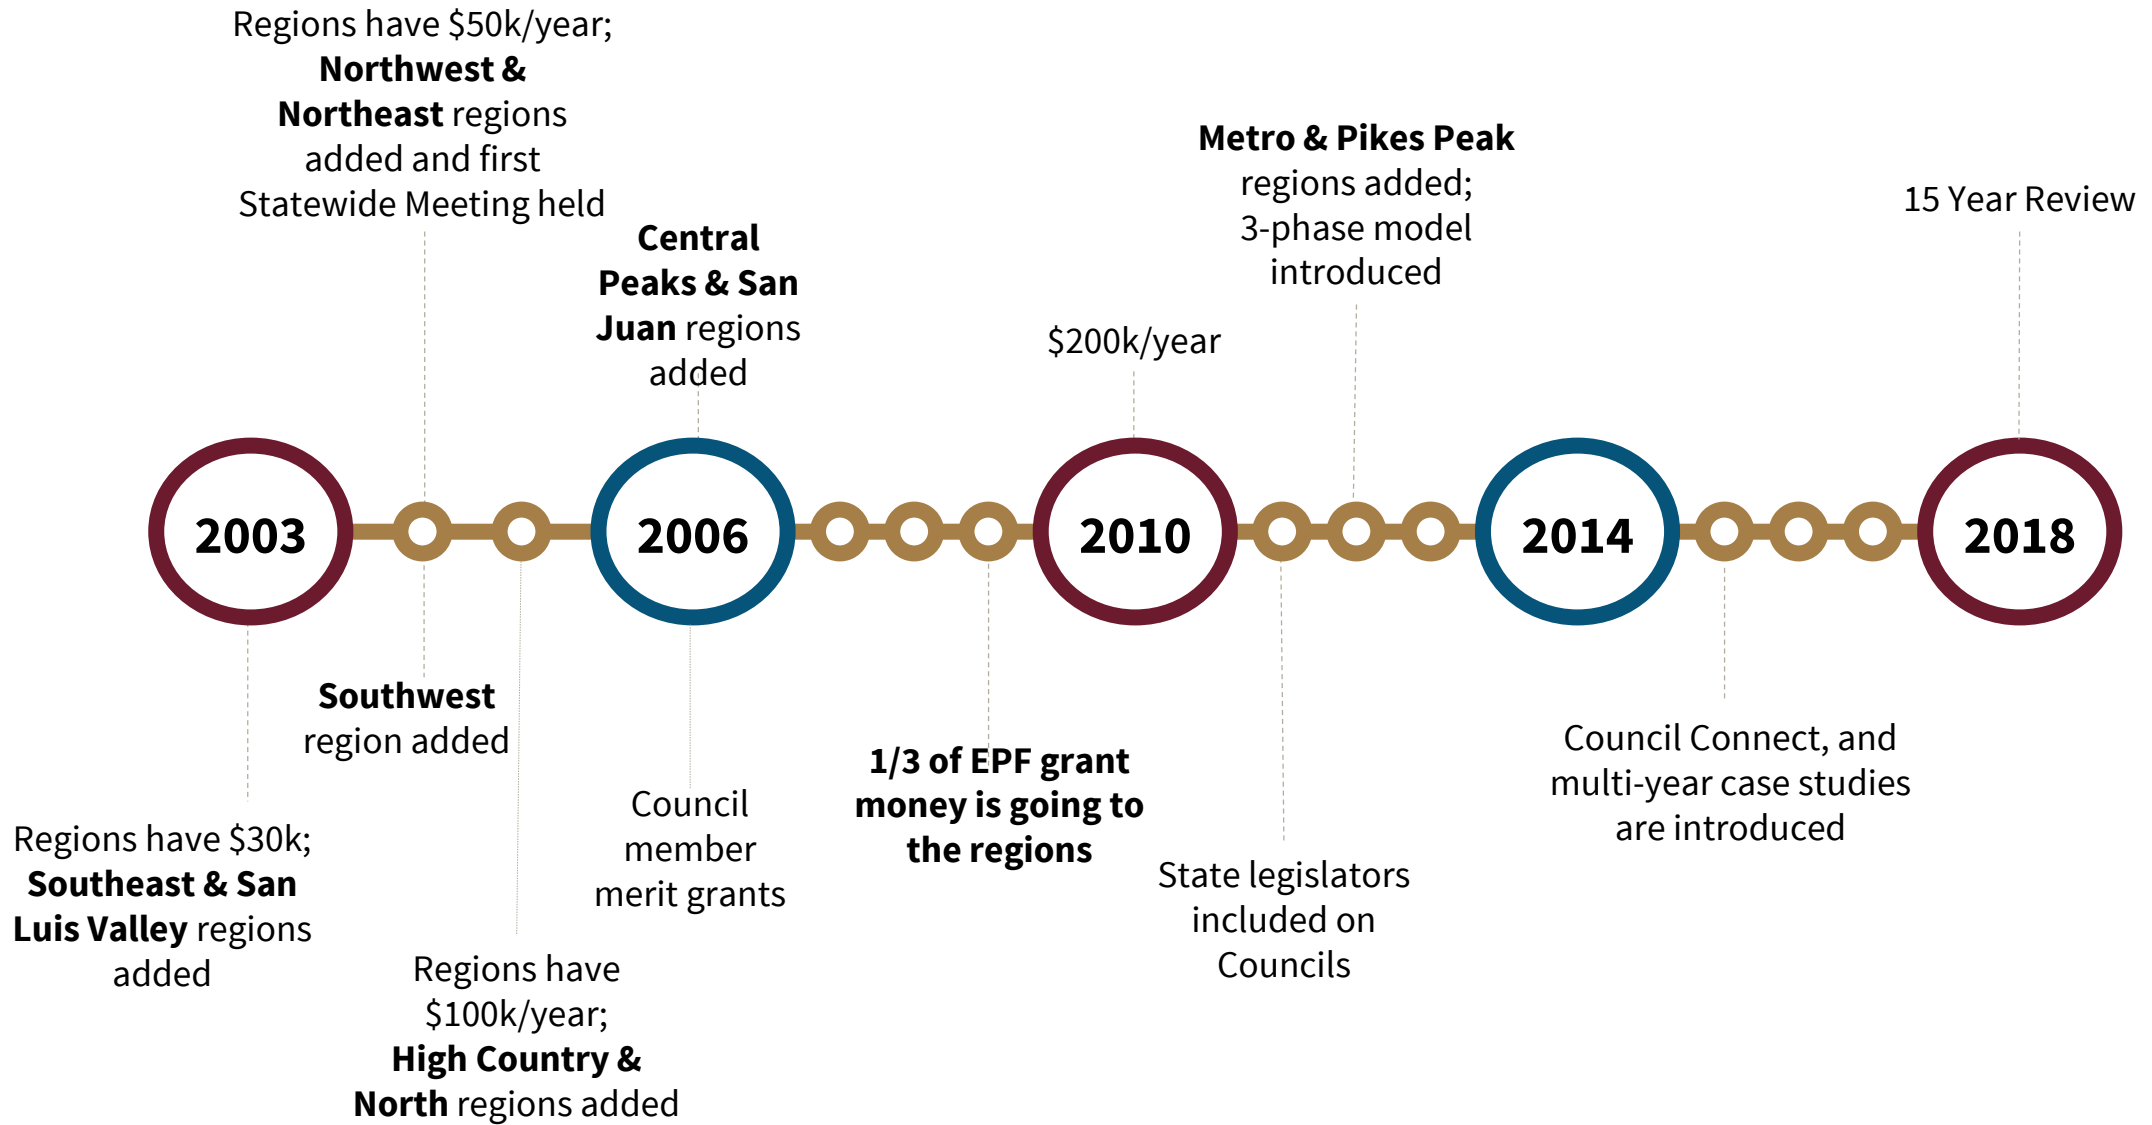 Regions have $50k/year;
Northwest &
Northeast regions
added and first
Statewide Meeting held
Central
Peaks & San
Juan regions
added
$200k/year
Metro & Pikes Peak
regions added;
3-phase model
introduced
15 Year Review
2003
2006
2010
2014
2018
Regions have $30k;
Southeast & San
Luis Valley regions
added
Southwest
region added
Regions have
$100k/year;
High Country &
North regions added
Council
member
merit grants
1/3 of EPF grant
money is going to
the regions
State legislators
included on
Councils
Council Connect, and
multi-year case studies
are introduced